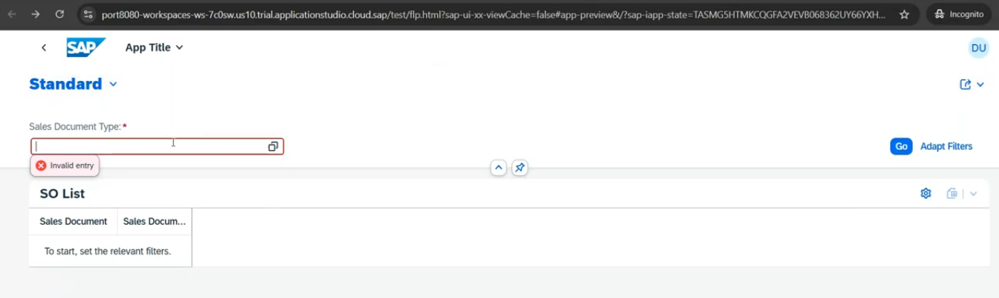 port8080-workspaces-ws-7c0sw.us10.trial.applicationstudio.cloud.sap/test/flp.html?sap-ui-xx-viewCache=false#app-preview&/?sap-iapp-state=TASMG5HTMKCQGFA2VEVB068362UY66YXH... Incognito
SAP App Title DU
Standard
Sales Document Type:*
Go Adapt Filters
Invalid entry
SO List
Sales Document Sales Docum...
To start, set the relevant filters.